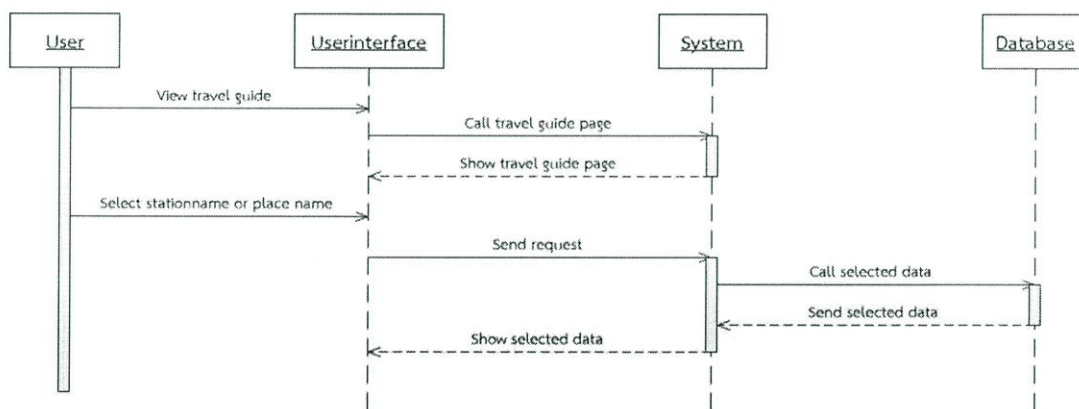 User
Userinterface
System
Database
View travel guide
Call travel guide page
Show travel guide page
Select stationname or place name
Send request
Call selected data
Send selected data
Show selected data